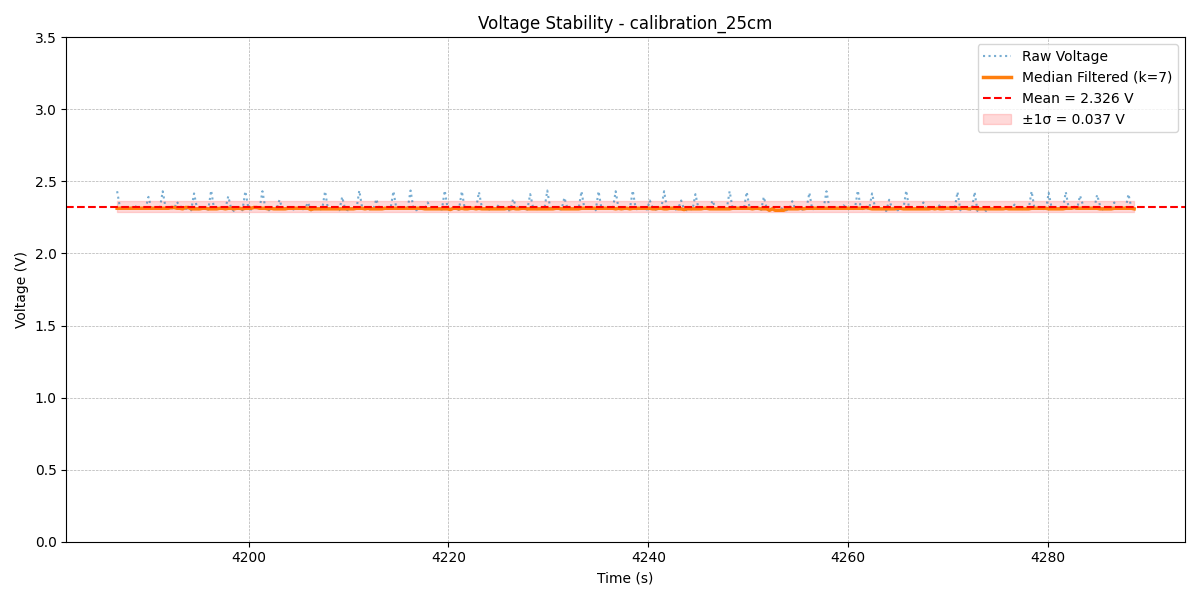 Voltage Stability - calibration_25cm
3.5
3.0
2.5
2.0
1.5
1.0
0.5
0.0
Voltage (V)
Raw Voltage
Median Filtered (k=7)
Mean = 2.326 V
±1σ = 0.037 V
4200
4220
4240
4260
4280
Time (s)